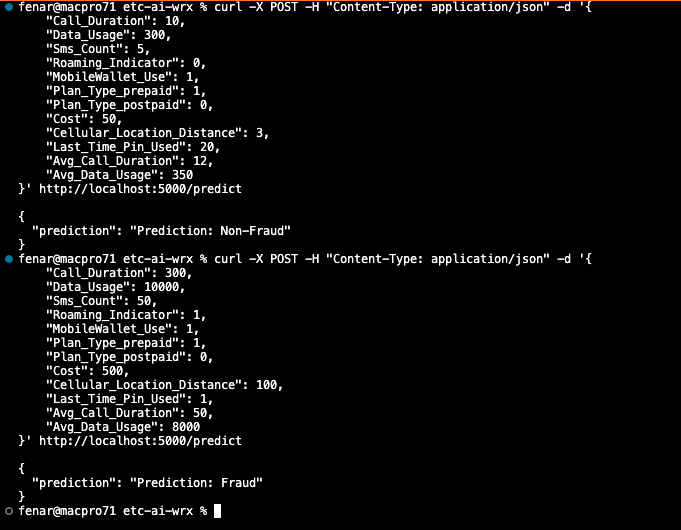 fenar@macpro71 etc-ai-wrx % curl -X POST -H "Content-Type: application/json" -d '{
    "Call_Duration": 10,
    "Data_Usage": 300,
    "Sms_Count": 5,
    "Roaming_Indicator": 0,
    "MobileWallet_Use": 1,
    "Plan_Type_prepaid": 1,
    "Plan_Type_postpaid": 0,
    "Cost": 50,
    "Cellular_Location_Distance": 3,
    "Last_Time_Pin_Used": 20,
    "Avg_Call_Duration": 12,
    "Avg_Data_Usage": 350
}' http://localhost:5000/predict

{
  "prediction": "Prediction: Non-Fraud"
}
fenar@macpro71 etc-ai-wrx % curl -X POST -H "Content-Type: application/json" -d '{
    "Call_Duration": 300,
    "Data_Usage": 10000,
    "Sms_Count": 50,
    "Roaming_Indicator": 1,
    "MobileWallet_Use": 1,
    "Plan_Type_prepaid": 1,
    "Plan_Type_postpaid": 0,
    "Cost": 500,
    "Cellular_Location_Distance": 100,
    "Last_Time_Pin_Used": 1,
    "Avg_Call_Duration": 50,
    "Avg_Data_Usage": 8000
}' http://localhost:5000/predict

{
  "prediction": "Prediction: Fraud"
}
fenar@macpro71 etc-ai-wrx %